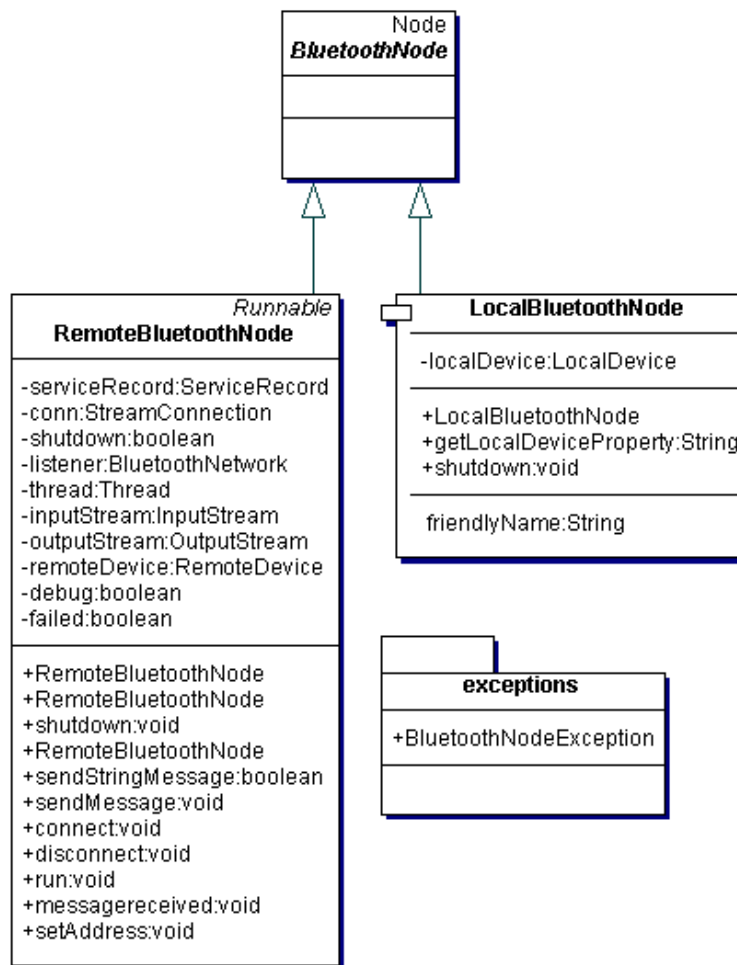 Node
BluetoothNode
Runnable
RemoteBluetoothNode
-serviceRecord:ServiceRecord
-conn:StreamConnection
-shutdown:boolean
-listener:BluetoothNetwork
-thread:Thread
-inputStream:InputStream
-outputStream:OutputStream
-remoteDevice:RemoteDevice
-debug:boolean
-failed:boolean
+RemoteBluetoothNode
+RemoteBluetoothNode
+shutdown:void
+RemoteBluetoothNode
+sendStringMessage:boolean
+sendMessage:void
+connect:void
+disconnect:void
+run:void
+messagereceived:void
+setAddress:void
LocalBluetoothNode
-localDevice:LocalDevice
+LocalBluetoothNode
+getLocalDeviceProperty:String
+shutdown:void
friendlyName:String
exceptions
+BluetoothNodeException